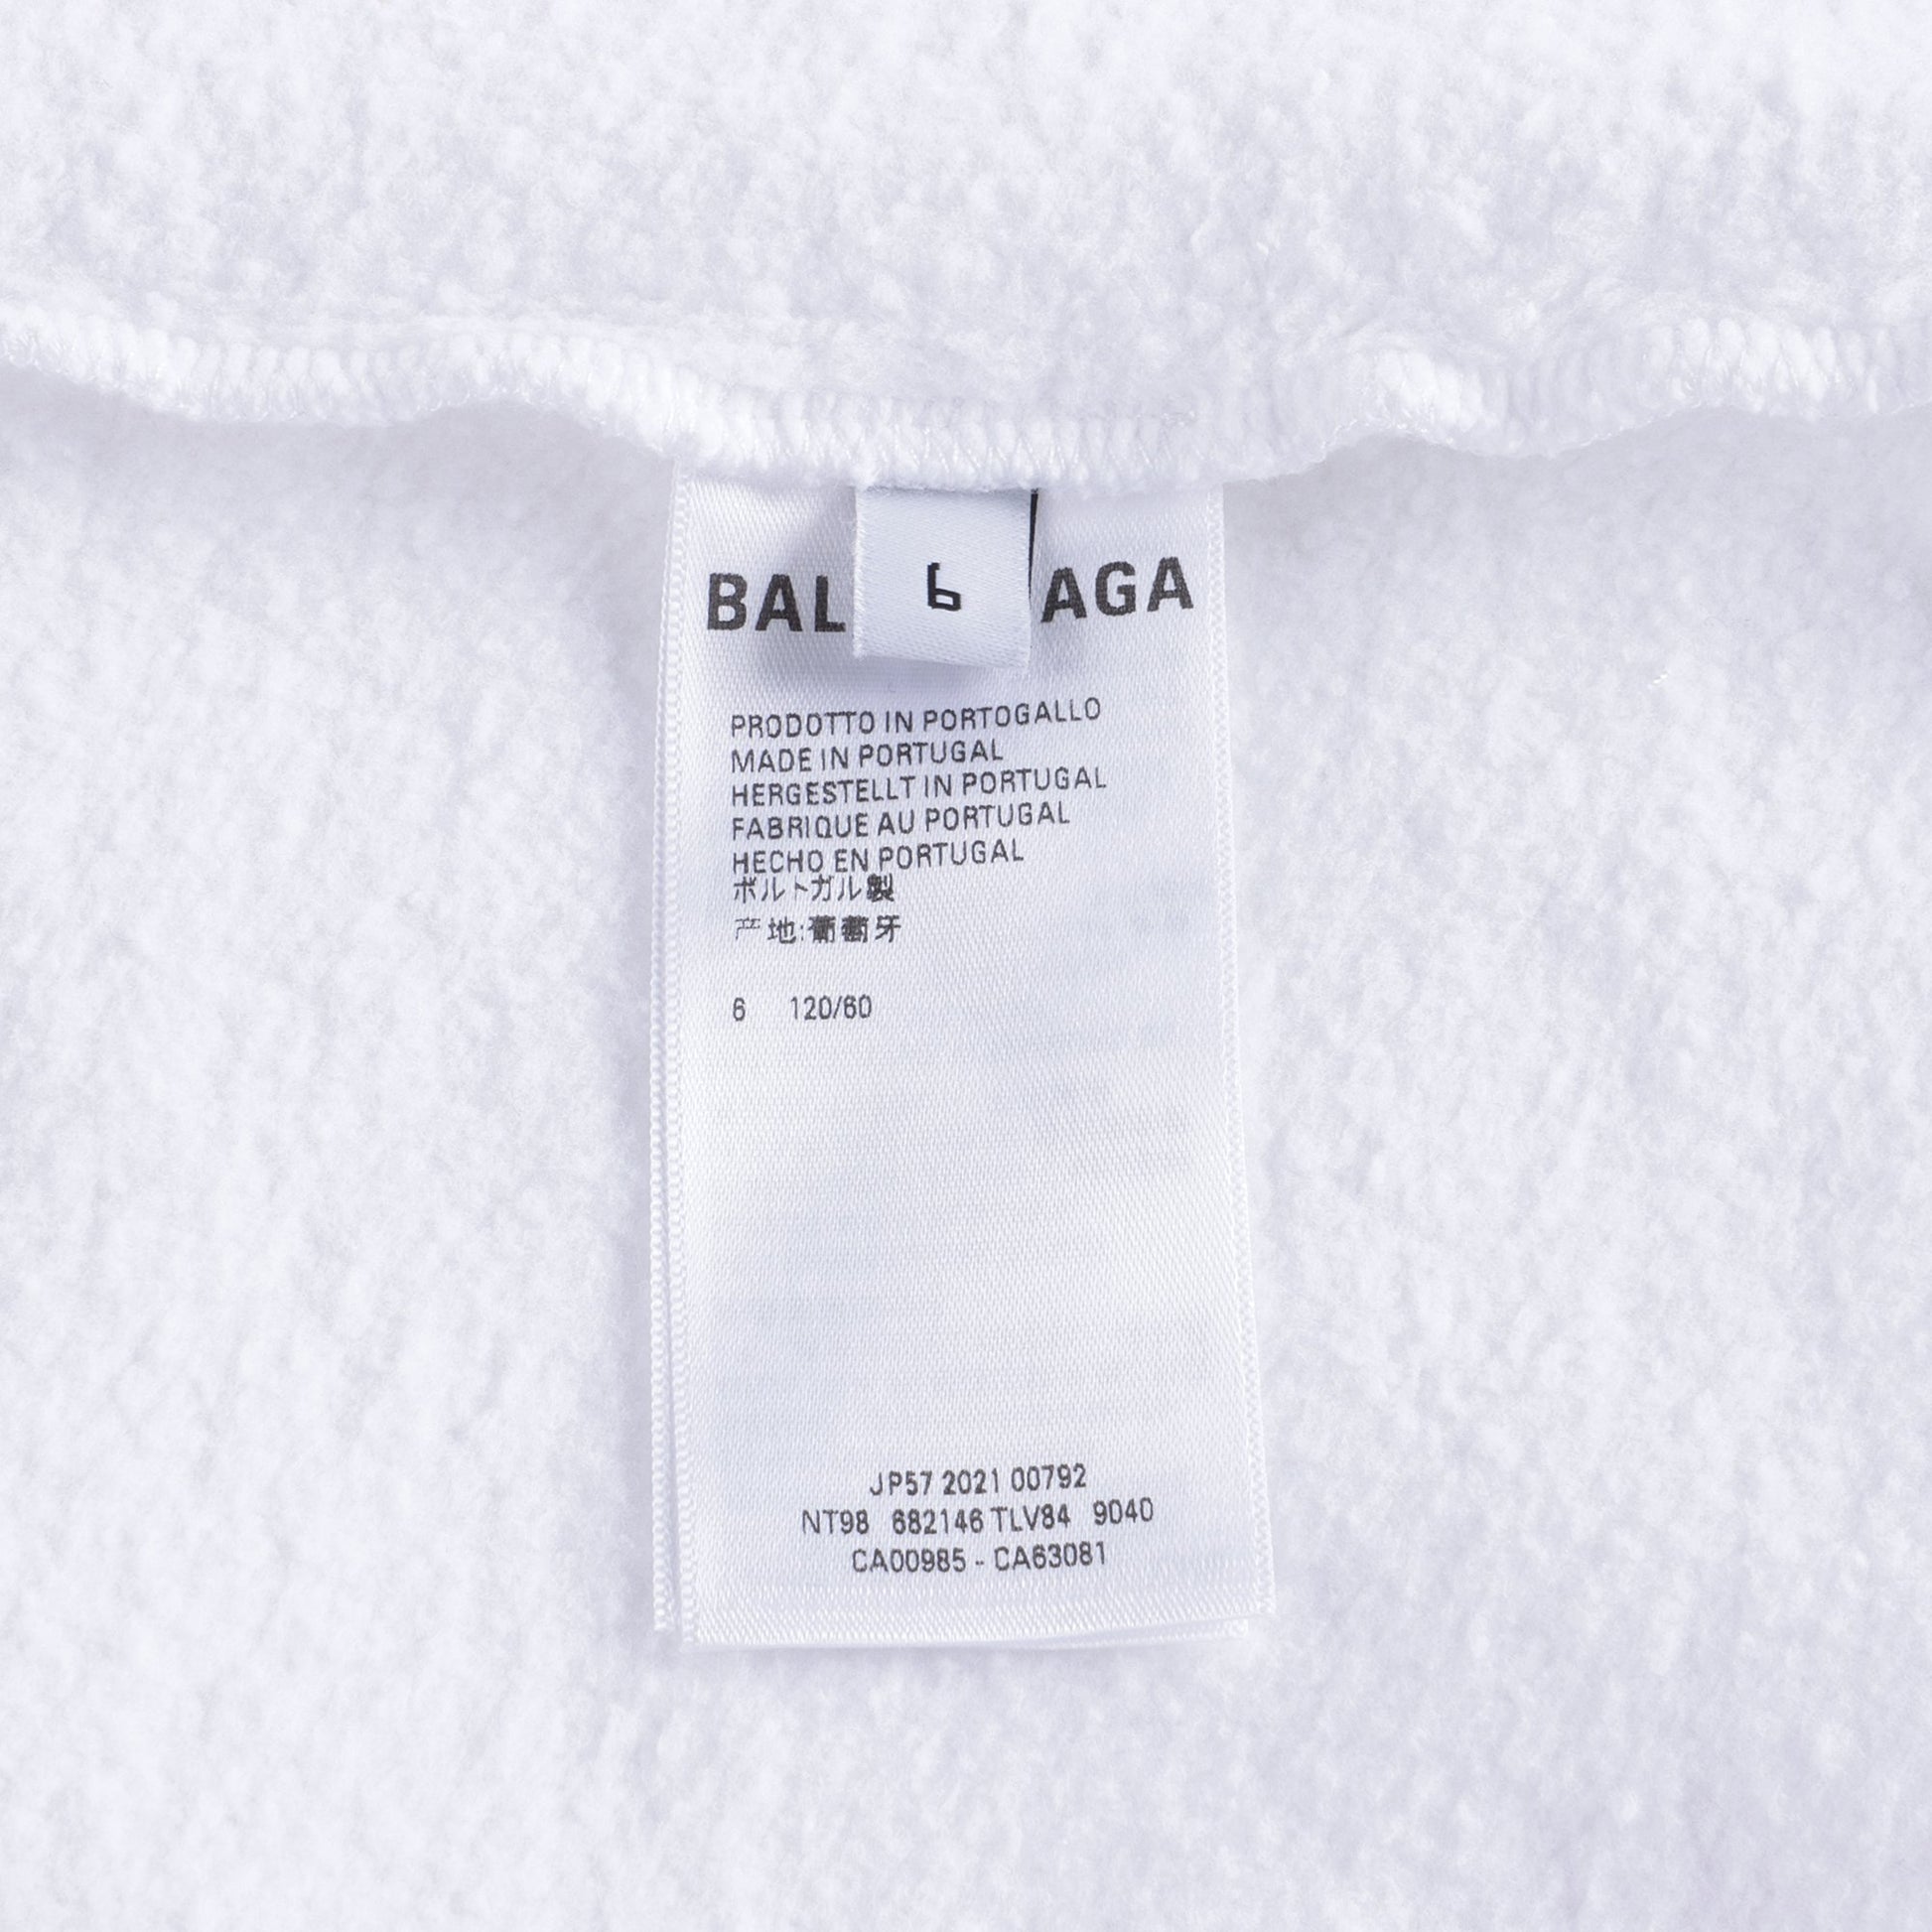 BAL 6 AGA
PRODOTTO IN PORTOGALLO
MADE IN PORTUGAL
HERGESTELLT IN PORTUGAL
FABRIQUE AU PORTUGAL
HECHO EN PORTUGAL
ポルトガル製
产地:葡萄牙
6 120/60
JP57 2021 00792
NT98 682146 TLV84 9040
CA00985 - CA63081